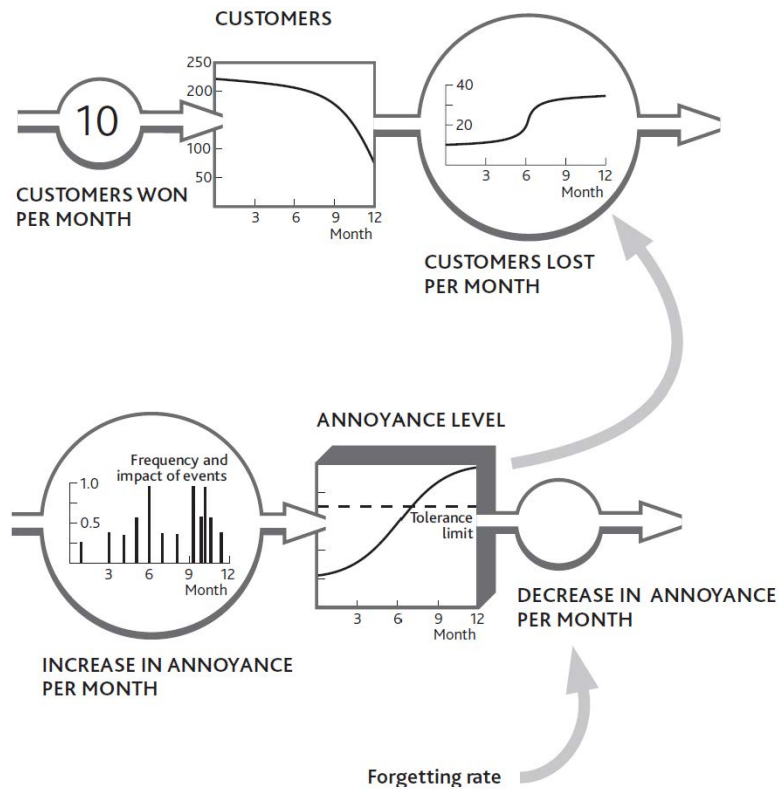 CUSTOMERS
250
200
100
50
3 6 9 12
Month
10
CUSTOMERS WON
PER MONTH
40
20
3 6 9 12
Month
CUSTOMERS LOST
PER MONTH
ANNOYANCE LEVEL
Tolerance
limit
3 6 9 12
Month
Frequency and
impact of events
1.0
0.5
3 6 9 12
Month
INCREASE IN ANNOYANCE
PER MONTH
DECREASE IN ANNOYANCE
PER MONTH
Forgetting rate